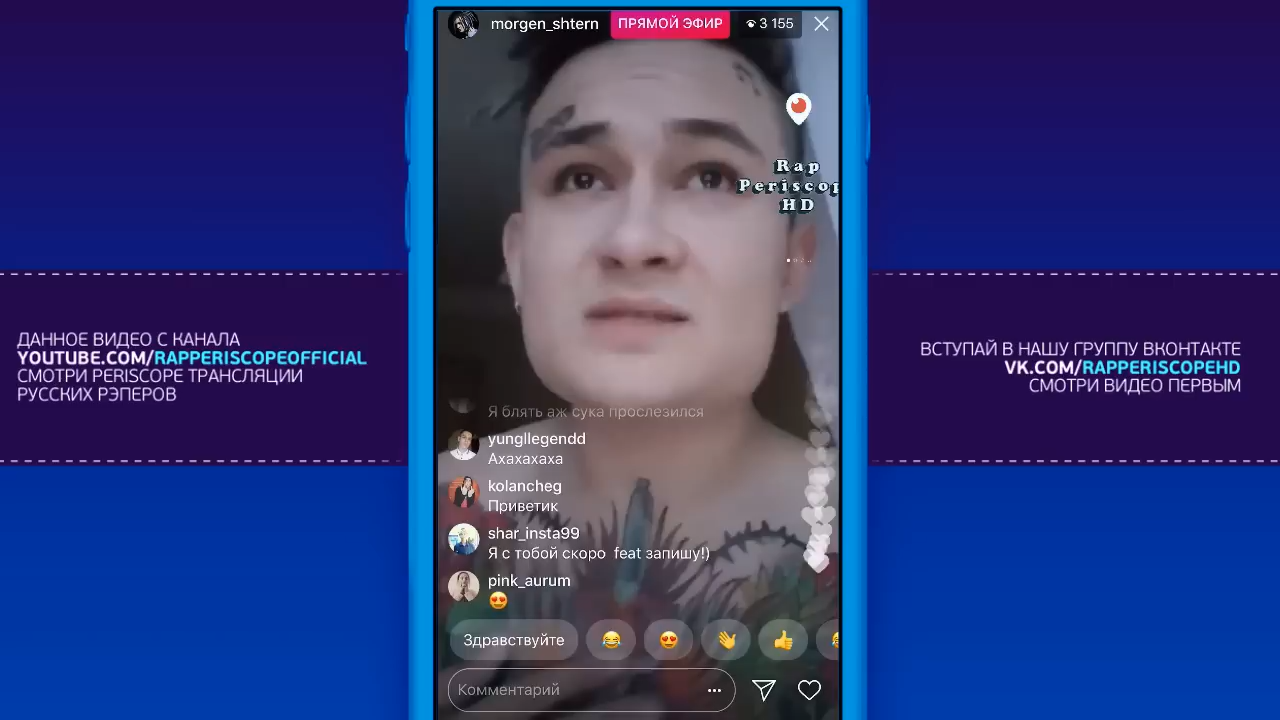 morgen_shtern
ПРЯМОЙ ЭФИР
3 155
Rap
Periscop
HD
ДАННОЕ ВИДЕО С КАНАЛА
YOUTUBE.COM/RAPPERISCOPEOFFICIAL
СМОТРИ PERISCOPE ТРАНСЛЯЦИИ
РУССКИХ РЭПЕРОВ
ВСТУПАЙ В НАШУ ГРУППУ ВКОНТАКТЕ
VK.COM/RAPPERISCOPEHD
СМОТРИ ВИДЕО ПЕРВЫМ
Я блять аж сука прослезился
yungllegendd
Ахахахаха
kolancheg
Приветик
shar_insta99
Я с тобой скоро feat запишу!)
pink_aurum
😍
Здравствуйте 😂 😍 👋 👍
Комментарий